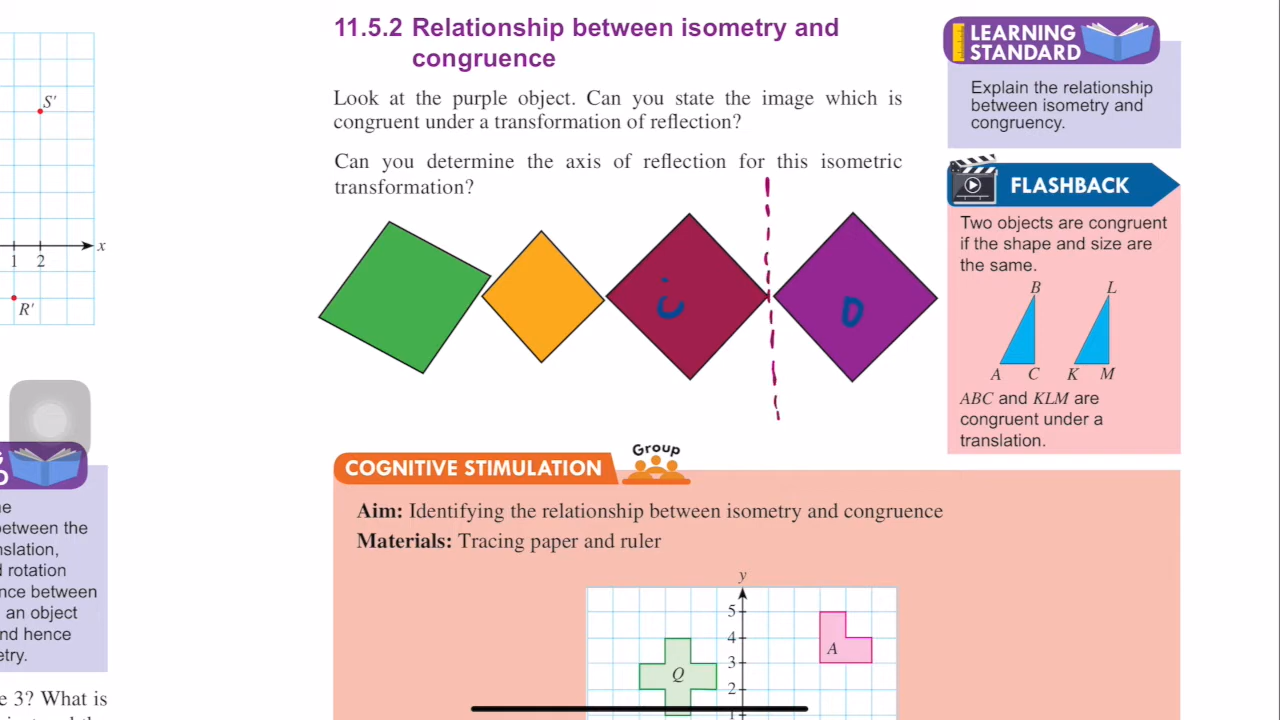 11.5.2 Relationship between isometry and
congruence
Look at the purple object. Can you state the image which is
congruent under a transformation of reflection?
Can you determine the axis of reflection for this isometric
transformation?
D
LEARNING
STANDARD
Explain the relationship
between isometry and
congruency.
FLASHBACK
Two objects are congruent
if the shape and size are
the same.
B L
A C K M
ABC and KLM are
congruent under a
translation.
S'
x
1 2
R'
between the
rotation
between
an object
hence
e 3? What is
Group
COGNITIVE STIMULATION
Aim: Identifying the relationship between isometry and congruence
Materials: Tracing paper and ruler
y
5
4
A
3
Q
2
1